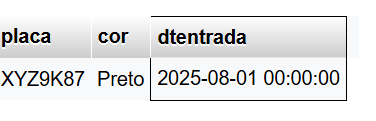 placa cor dtentrada
XYZ9K87 Preto 2025-08-01 00:00:00